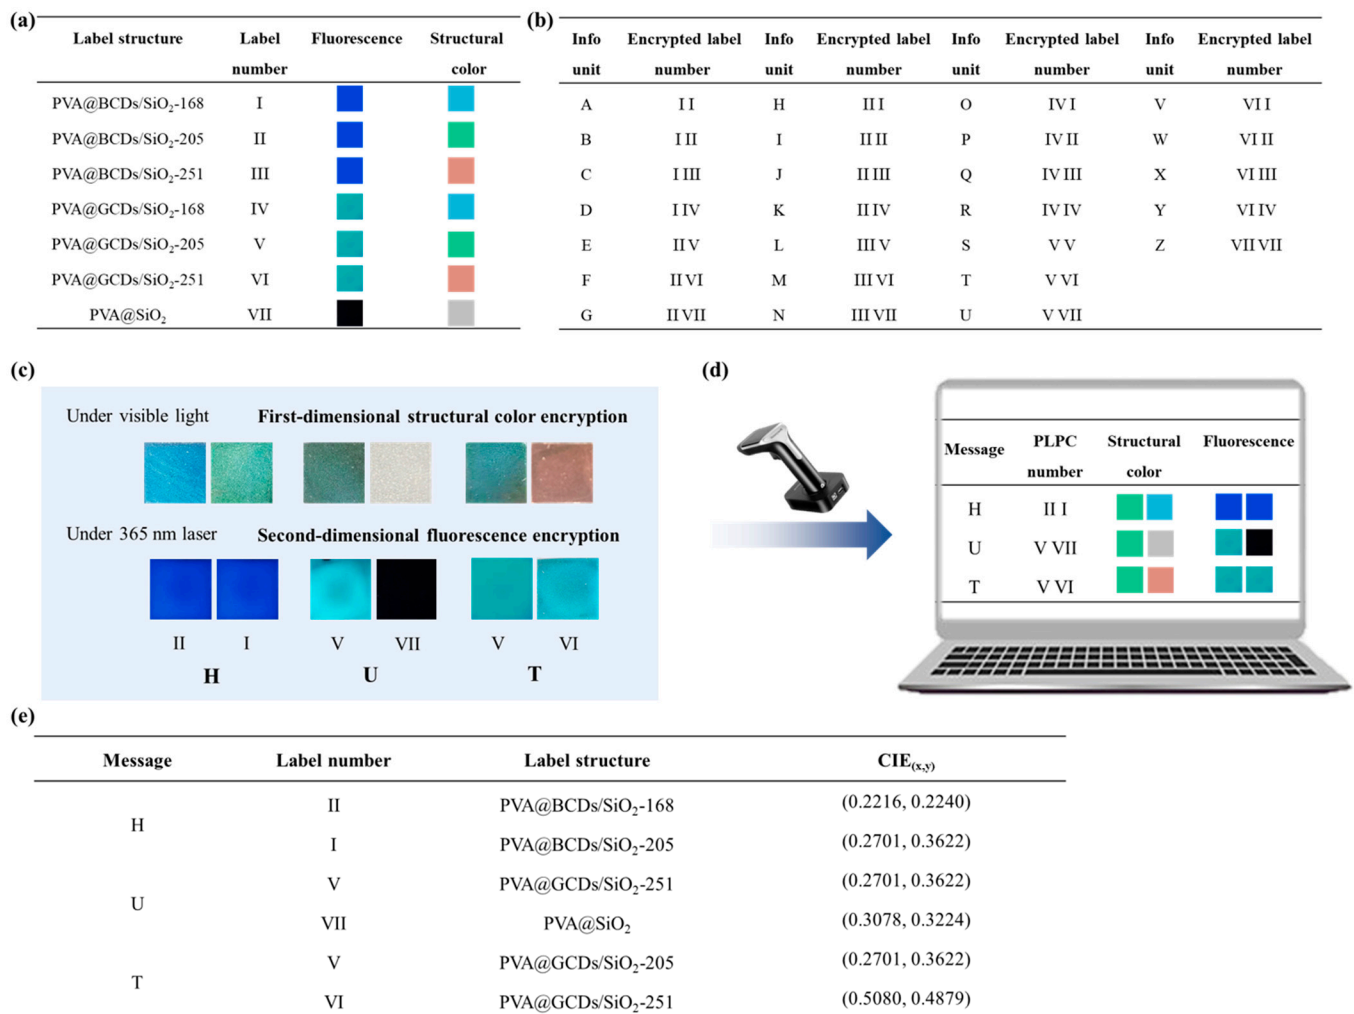 (a)
Label structure Label number Fluorescence Structural color
PVA@BCDs/SiO₂-168 I
PVA@BCDs/SiO₂-205 II
PVA@BCDs/SiO₂-251 III
PVA@GCDs/SiO₂-168 IV
PVA@GCDs/SiO₂-205 V
PVA@GCDs/SiO₂-251 VI
PVA@SiO₂ VII
(b)
Info unit Encrypted label number Info unit Encrypted label number Info unit Encrypted label number Info unit Encrypted label number
A I I H II I O IV I V VI I
B I II I II II P IV II W VI II
C I III J II III Q IV III X VI III
D I IV K II IV R IV IV Y VI IV
E II V L III V S V V Z VII VII
F II VI M III VI T V VI
G II VII N III VII U V VII
(c)
Under visible light First-dimensional structural color encryption
Under 365 nm laser Second-dimensional fluorescence encryption
II I V VII V VI
H U T
(d)
Message PLPC number Structural color Fluorescence
H II I
U V VII
T V VI
(e)
Message Label number Label structure CIE(x,y)
H
II PVA@BCDs/SiO₂-168 (0.2216, 0.2240)
I PVA@BCDs/SiO₂-205 (0.2701, 0.3622)
U
V PVA@GCDs/SiO₂-251 (0.2701, 0.3622)
VII PVA@SiO₂ (0.3078, 0.3224)
T
V PVA@GCDs/SiO₂-205 (0.2701, 0.3622)
VI PVA@GCDs/SiO₂-251 (0.5080, 0.4879)